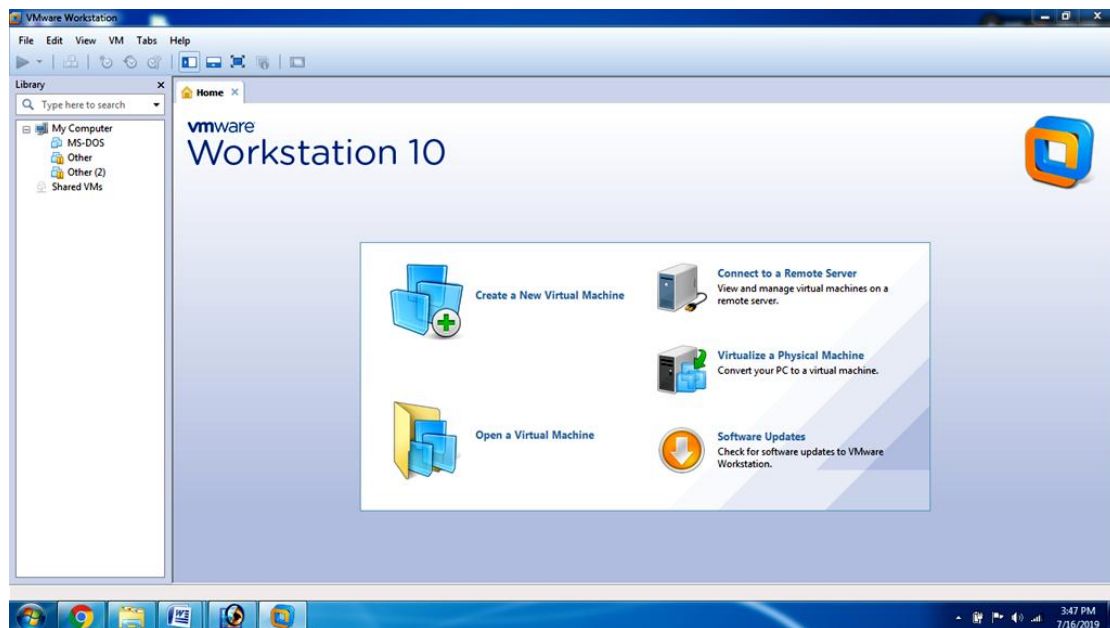 VMware Workstation
File Edit View VM Tabs Help
Library
Home
Type here to search
My Computer
MS-DOS
Other
Other (2)
Shared VMs
vmware
Workstation 10
Create a New Virtual Machine
Open a Virtual Machine
Connect to a Remote Server
View and manage virtual machines on a
remote server.
Virtualize a Physical Machine
Convert your PC to a virtual machine.
Software Updates
Check for software updates to VMware
Workstation.
3:47 PM
7/16/2019